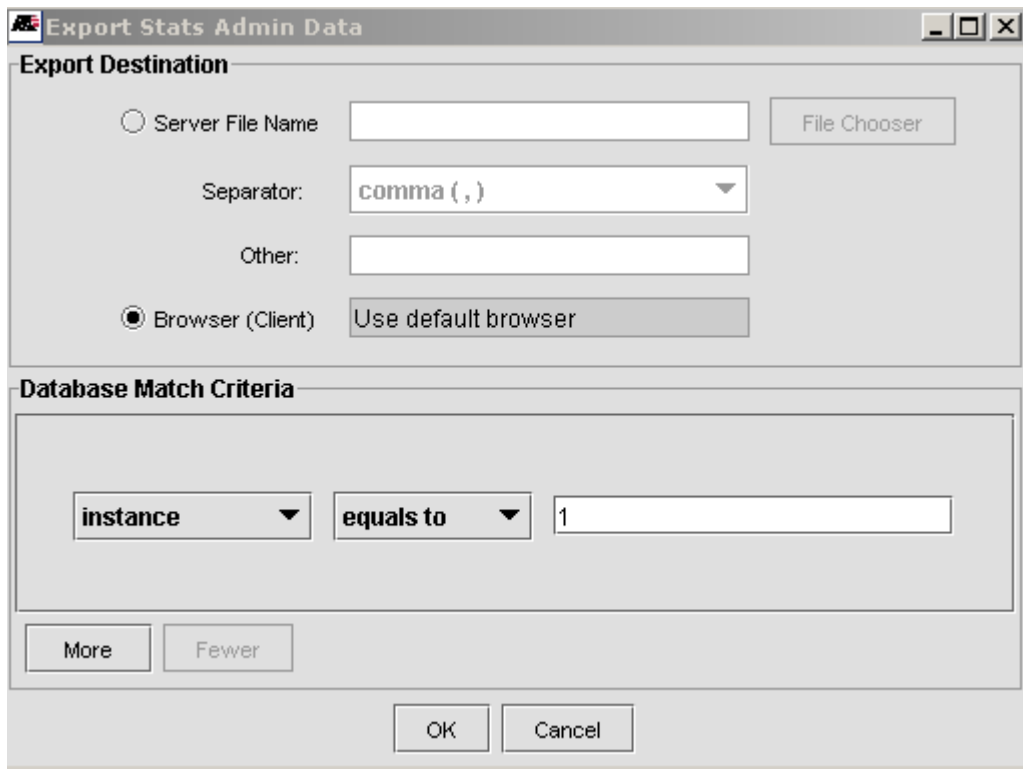 Export Stats Admin Data
Export Destination
Server File Name
File Chooser
Separator:
comma ( , )
Other:
Browser (Client)
Use default browser
Database Match Criteria
instance
equals to
1
More
Fewer
OK
Cancel